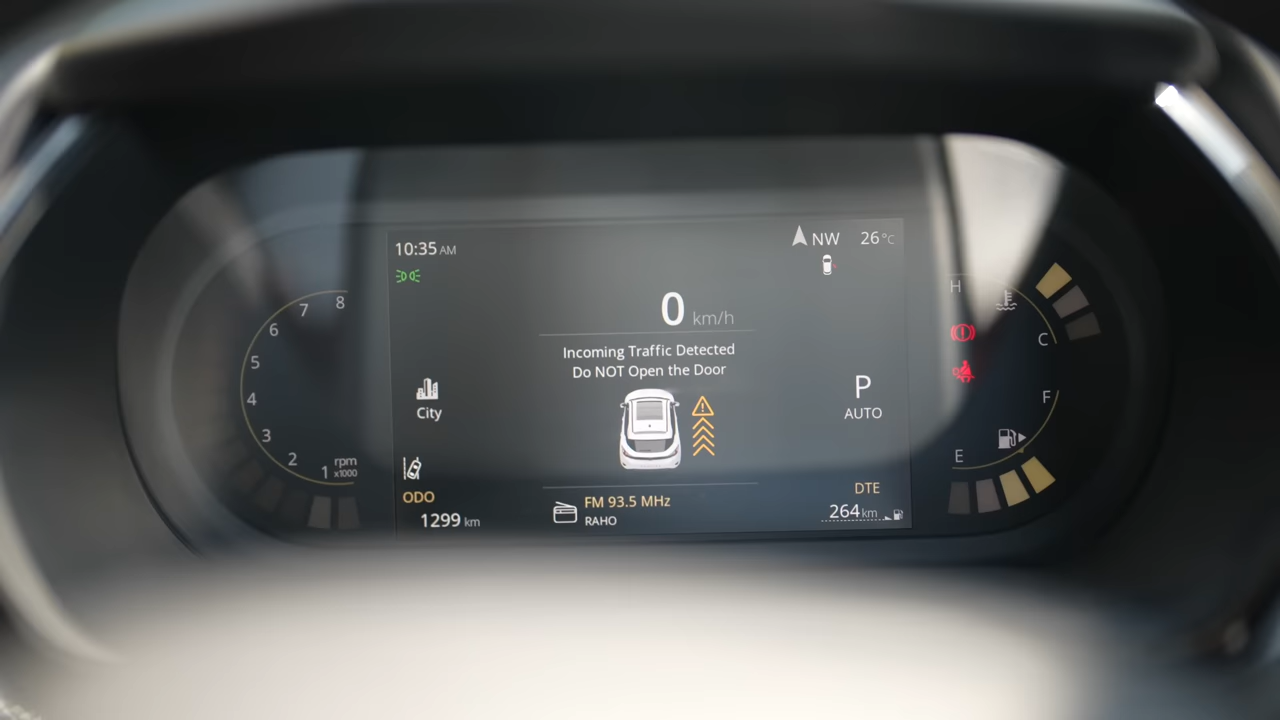 10:35 AM
NW 26°C
0 km/h
Incoming Traffic Detected
Do NOT Open the Door
City
P
AUTO
ODO
1299 km
FM 93.5 MHz
RAHO
DTE
264 km
8
7
6
5
4
3
2
1 rpm
x1000
H
C
F
E